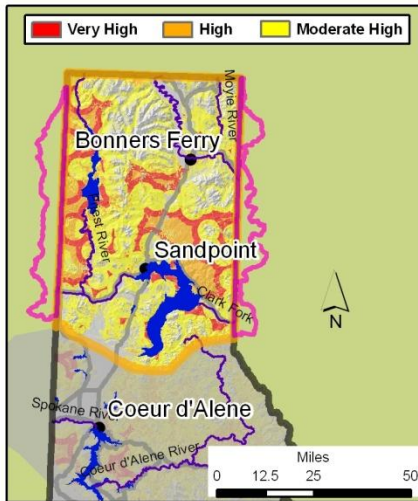 Very High High Moderate High
Moyie River
Bonners Ferry
Priest River
Sandpoint
Clark Fork
N
Spokane River
Coeur d'Alene
Coeur d'Alene River
Miles
0 12.5 25 50